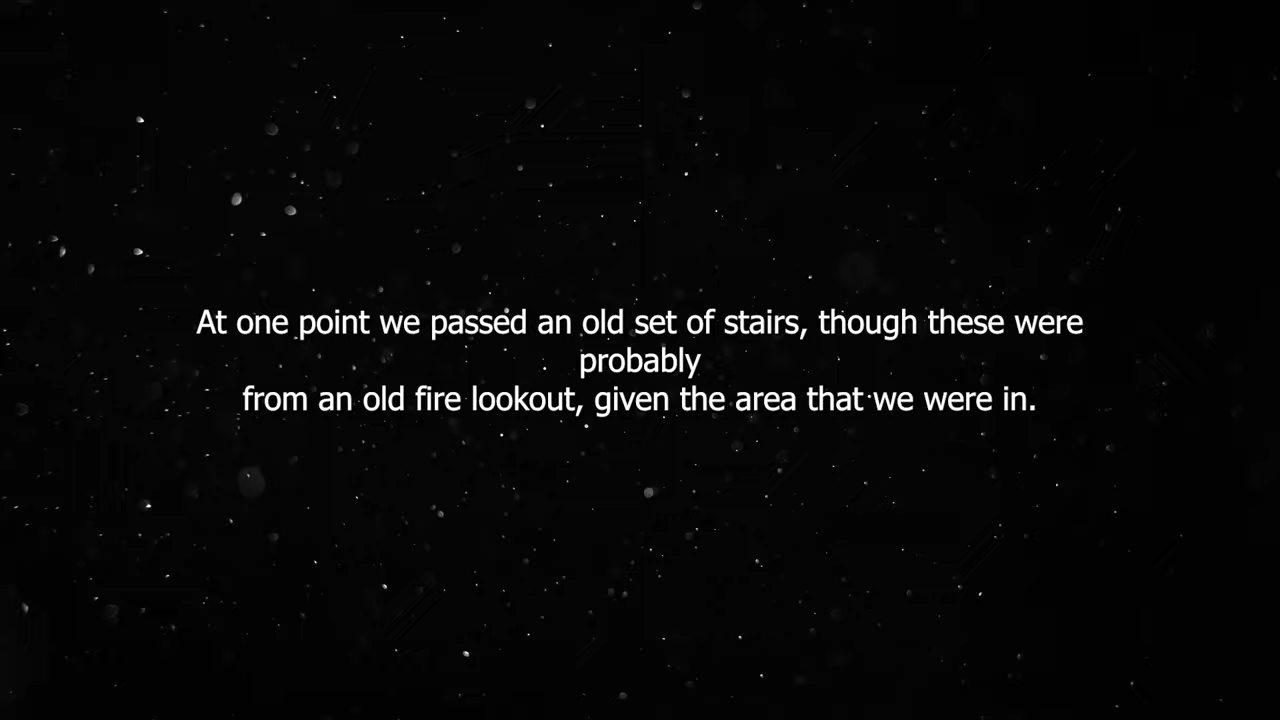 At one point we passed an old set of stairs, though these were
probably
from an old fire lookout, given the area that we were in.